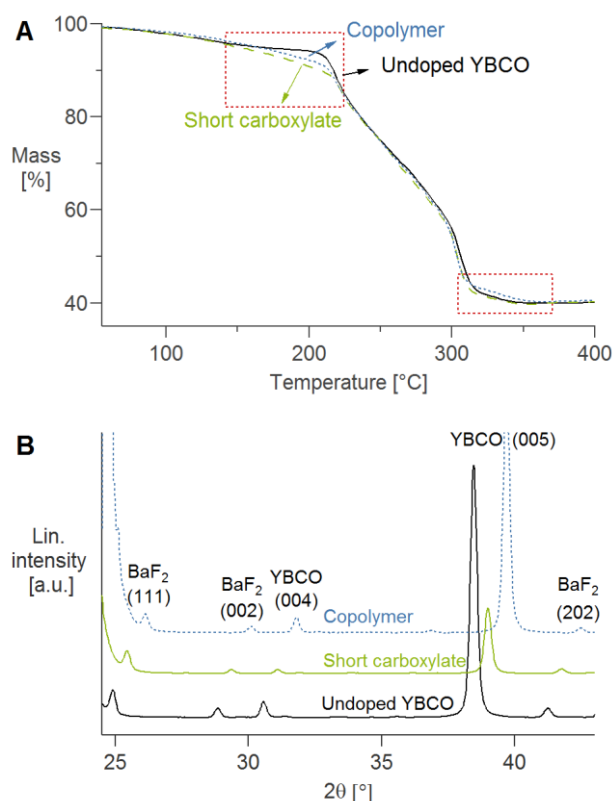 A
100
80
60
40
Mass
[%]
Copolymer
Undoped YBCO
Short carboxylate
100
200
300
400
Temperature [°C]
B
YBCO (005)
Lin.
intensity
[a.u.]
BaF₂
(111)
BaF₂
(002)
YBCO
(004)
BaF₂
(202)
Copolymer
Short carboxylate
Undoped YBCO
25
30
35
40
2θ [°]